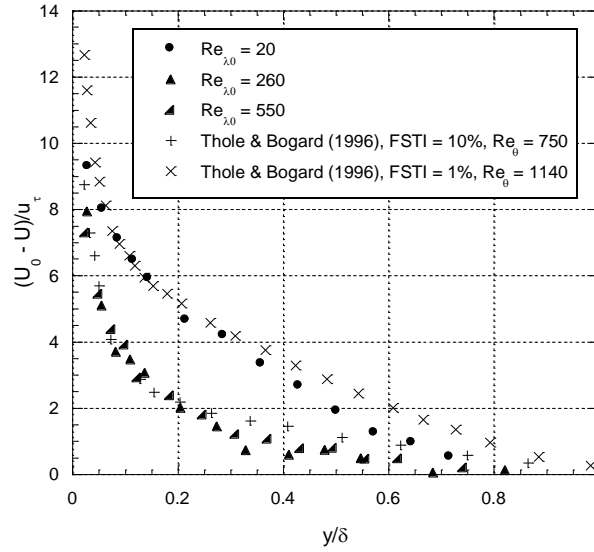 14
12
10
8
6
4
2
0
(U₀ - U)/u_τ
Re_λ0 = 20
Re_λ0 = 260
Re_λ0 = 550
Thole & Bogard (1996), FSTI = 10%, Re_θ = 750
Thole & Bogard (1996), FSTI = 1%, Re_θ = 1140
0 0.2 0.4 0.6 0.8
y/δ